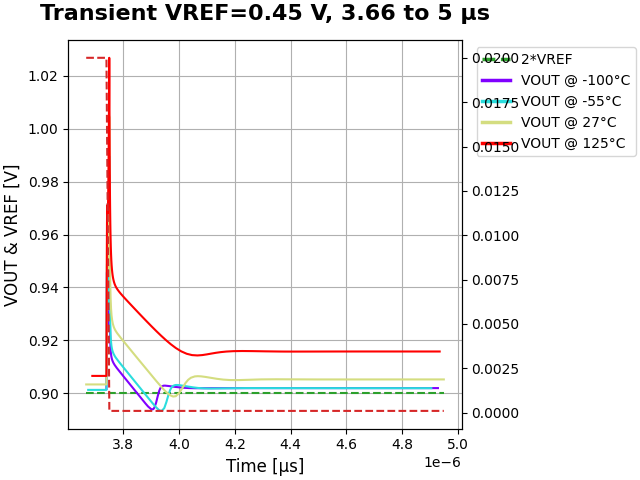 Transient VREF=0.45 V, 3.66 to 5 µs
VOUT & VREF [V]
1.02
1.00
0.98
0.96
0.94
0.92
0.90
0.0200
0.0175
0.0150
0.0125
0.0100
0.0075
0.0050
0.0025
0.0000
2*VREF
VOUT @ -100°C
VOUT @ -55°C
VOUT @ 27°C
VOUT @ 125°C
3.8
4.0
4.2
4.4
4.6
4.8
5.0
1e−6
Time [µs]